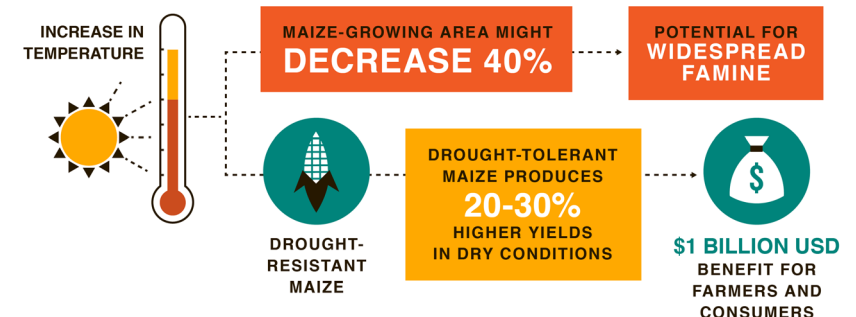 INCREASE IN
TEMPERATURE
MAIZE-GROWING AREA MIGHT
DECREASE 40%
POTENTIAL FOR
WIDESPREAD
FAMINE
DROUGHT-
RESISTANT
MAIZE
DROUGHT-TOLERANT
MAIZE PRODUCES
20-30%
HIGHER YIELDS
IN DRY CONDITIONS
$
$1 BILLION USD
BENEFIT FOR
FARMERS AND
CONSUMERS